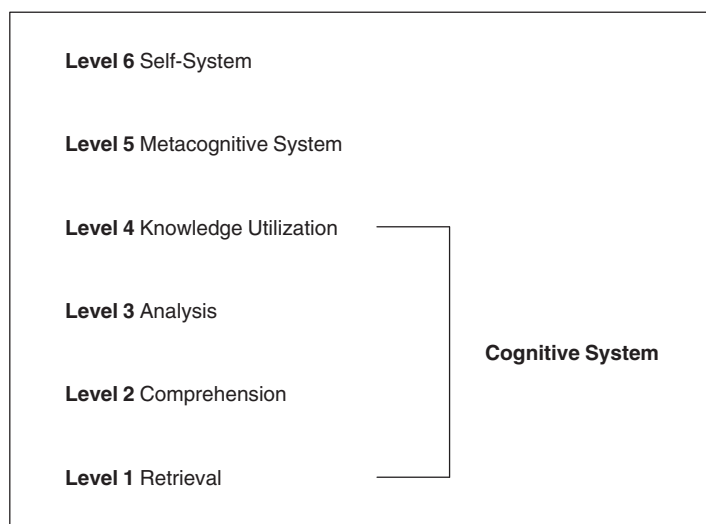 Level 6 Self-System
Level 5 Metacognitive System
Level 4 Knowledge Utilization
Level 3 Analysis
Cognitive System
Level 2 Comprehension
Level 1 Retrieval